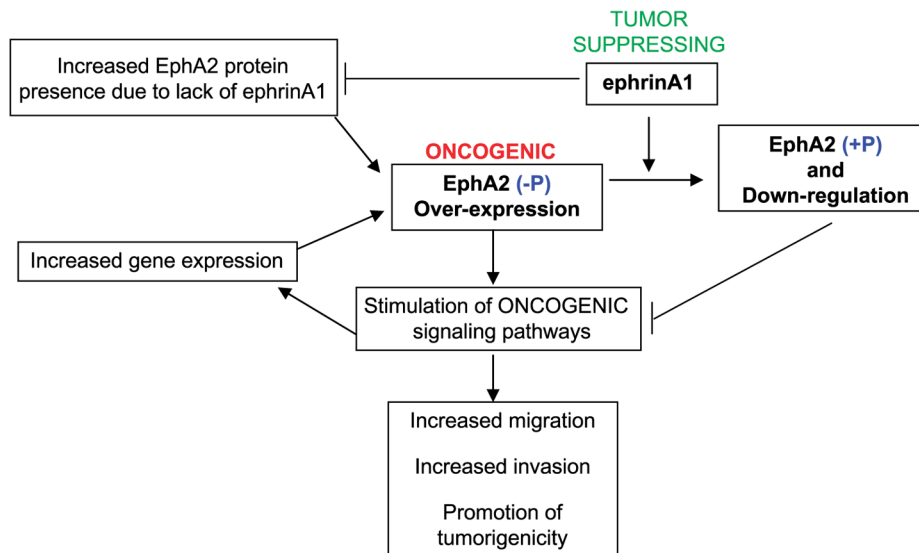 TUMOR
SUPPRESSING
ephrinA1
Increased EphA2 protein
presence due to lack of ephrinA1
ONCOGENIC
EphA2 (-P)
Over-expression
EphA2 (+P)
and
Down-regulation
Increased gene expression
Stimulation of ONCOGENIC
signaling pathways
Increased migration
Increased invasion
Promotion of
tumorigenicity